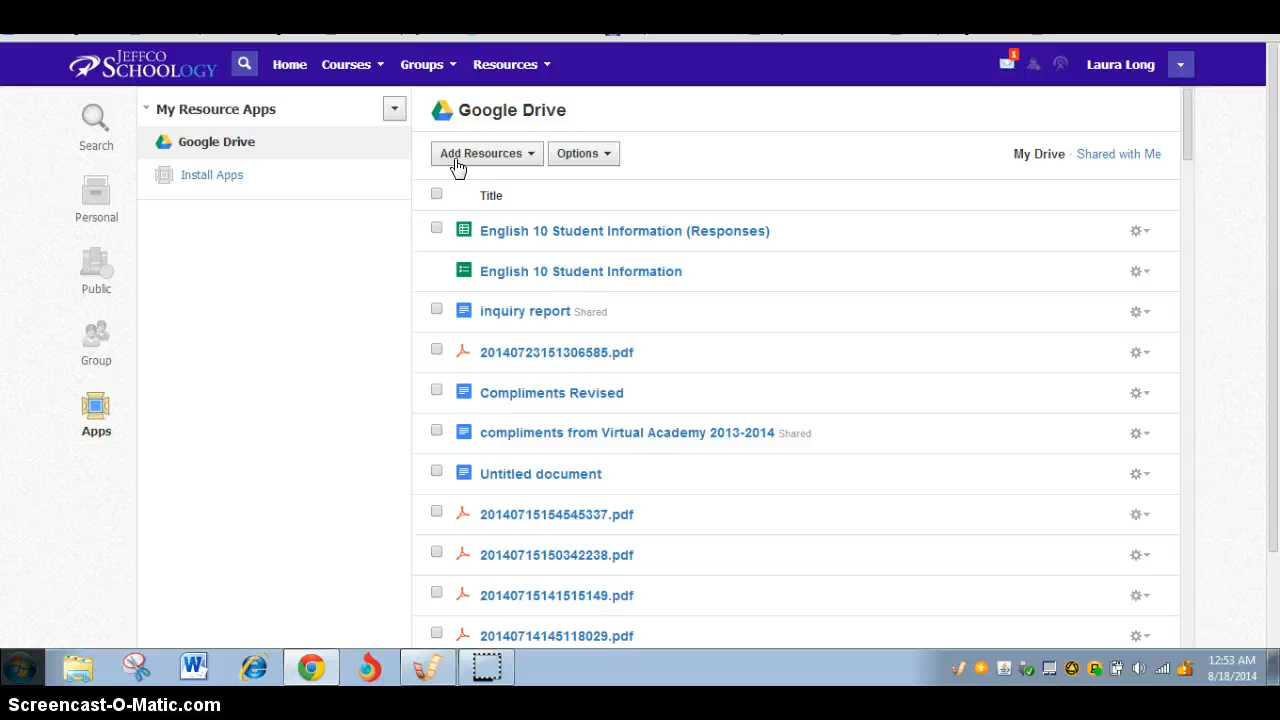 JEFFCO
SCHOOLOGY
Home
Courses
Groups
Resources
1
Laura Long
Search
Personal
Public
Group
Apps
My Resource Apps
Google Drive
Install Apps
Google Drive
Add Resources
Options
My Drive · Shared with Me
Title
English 10 Student Information (Responses)
English 10 Student Information
inquiry report Shared
20140723151306585.pdf
Compliments Revised
compliments from Virtual Academy 2013-2014 Shared
Untitled document
20140715154545337.pdf
20140715150342238.pdf
20140715141515149.pdf
20140714145118029.pdf
12:53 AM
8/18/2014
Screencast-O-Matic.com